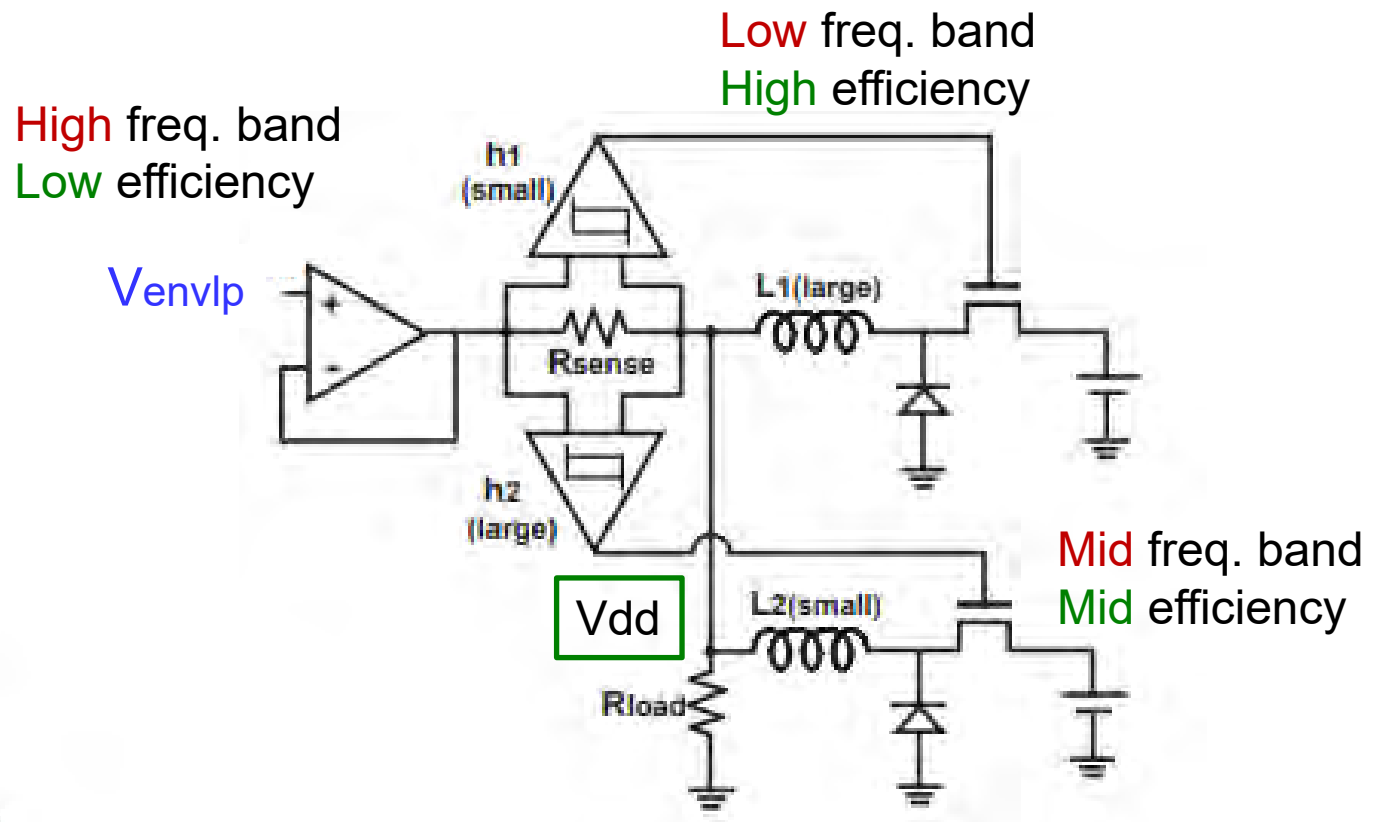 Low freq. band
High efficiency
High freq. band
Low efficiency
h1
(small)
Venvlp
+
-
Rsense
L1(large)
h2
(large)
Mid freq. band
Mid efficiency
Vdd
L2(small)
Rload